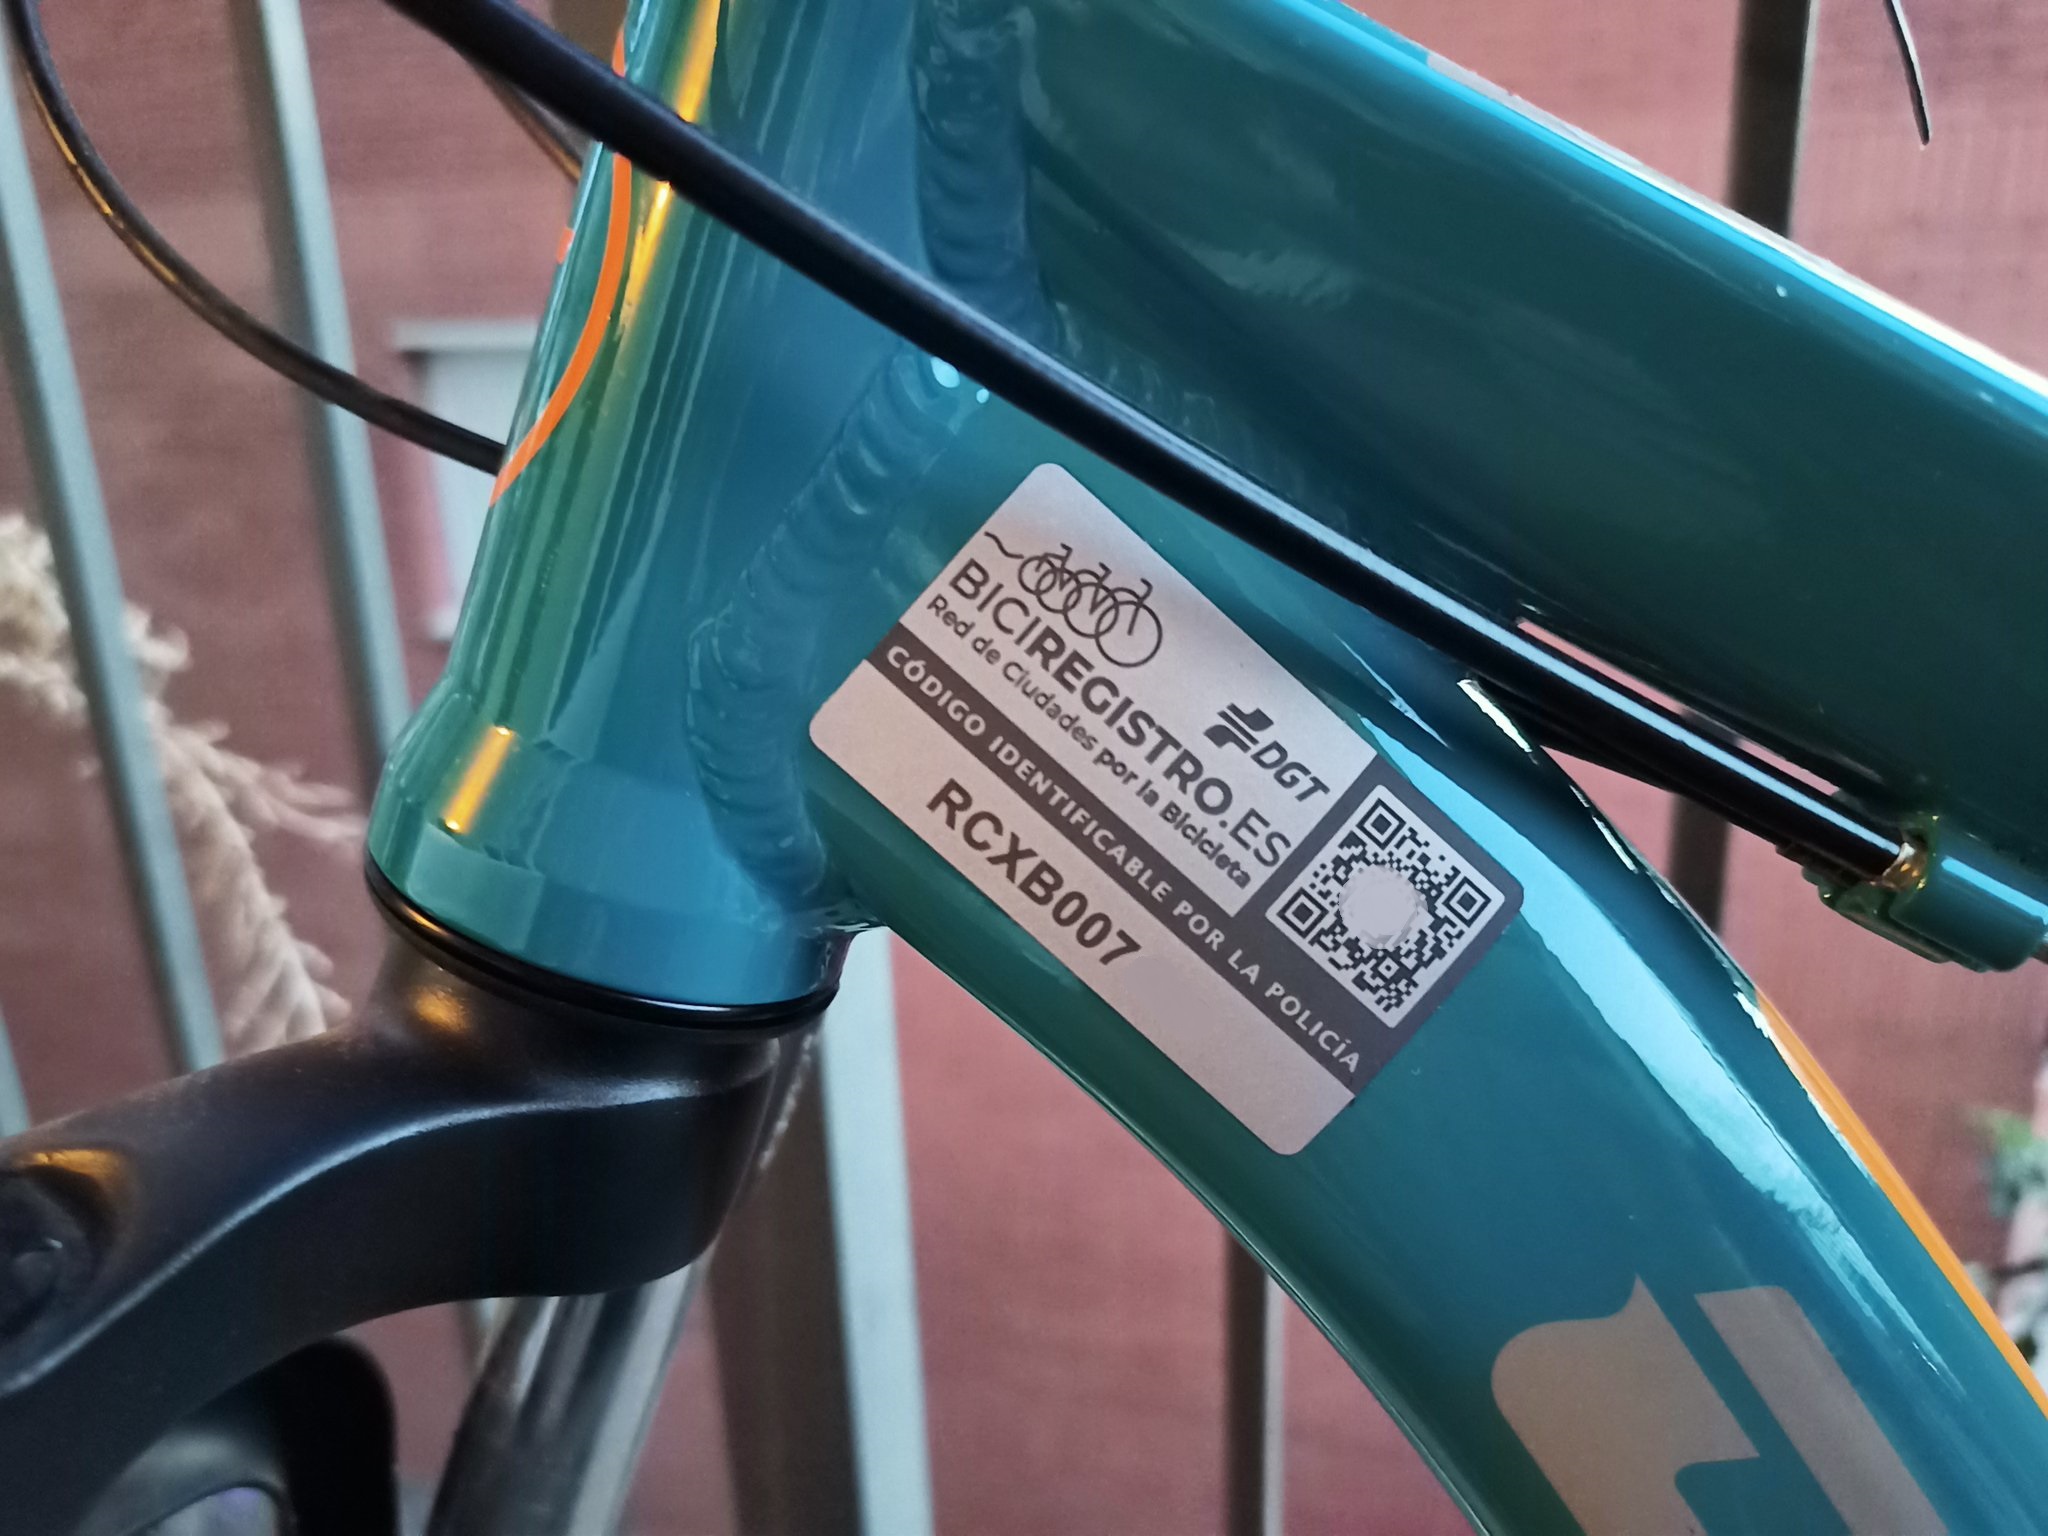 BICIREGISTRO.ES
Red de Ciudades por la Bicicleta
DGT
CÓDIGO IDENTIFICABLE POR LA POLICÍA
RCXB007